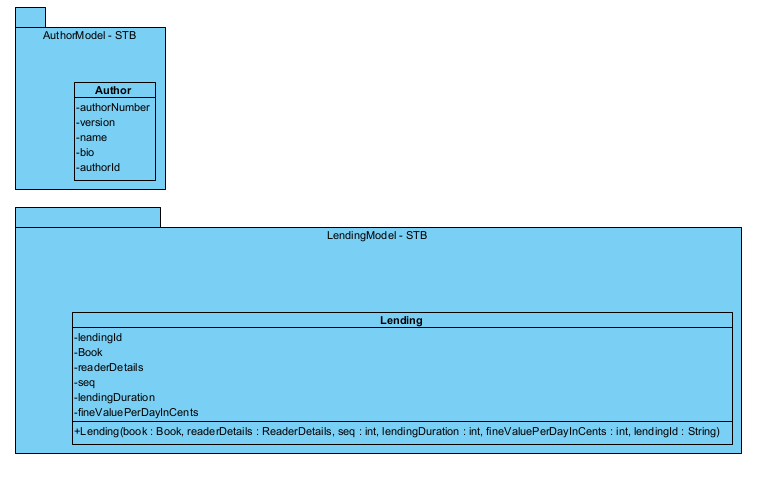 AuthorModel - STB
Author
-authorNumber
-version
-name
-bio
-authorId
LendingModel - STB
Lending
-lendingId
-Book
-readerDetails
-seq
-lendingDuration
-fineValuePerDayInCents
+Lending(book : Book, readerDetails : ReaderDetails, seq : int, lendingDuration : int, fineValuePerDayInCents : int, lendingId : String)